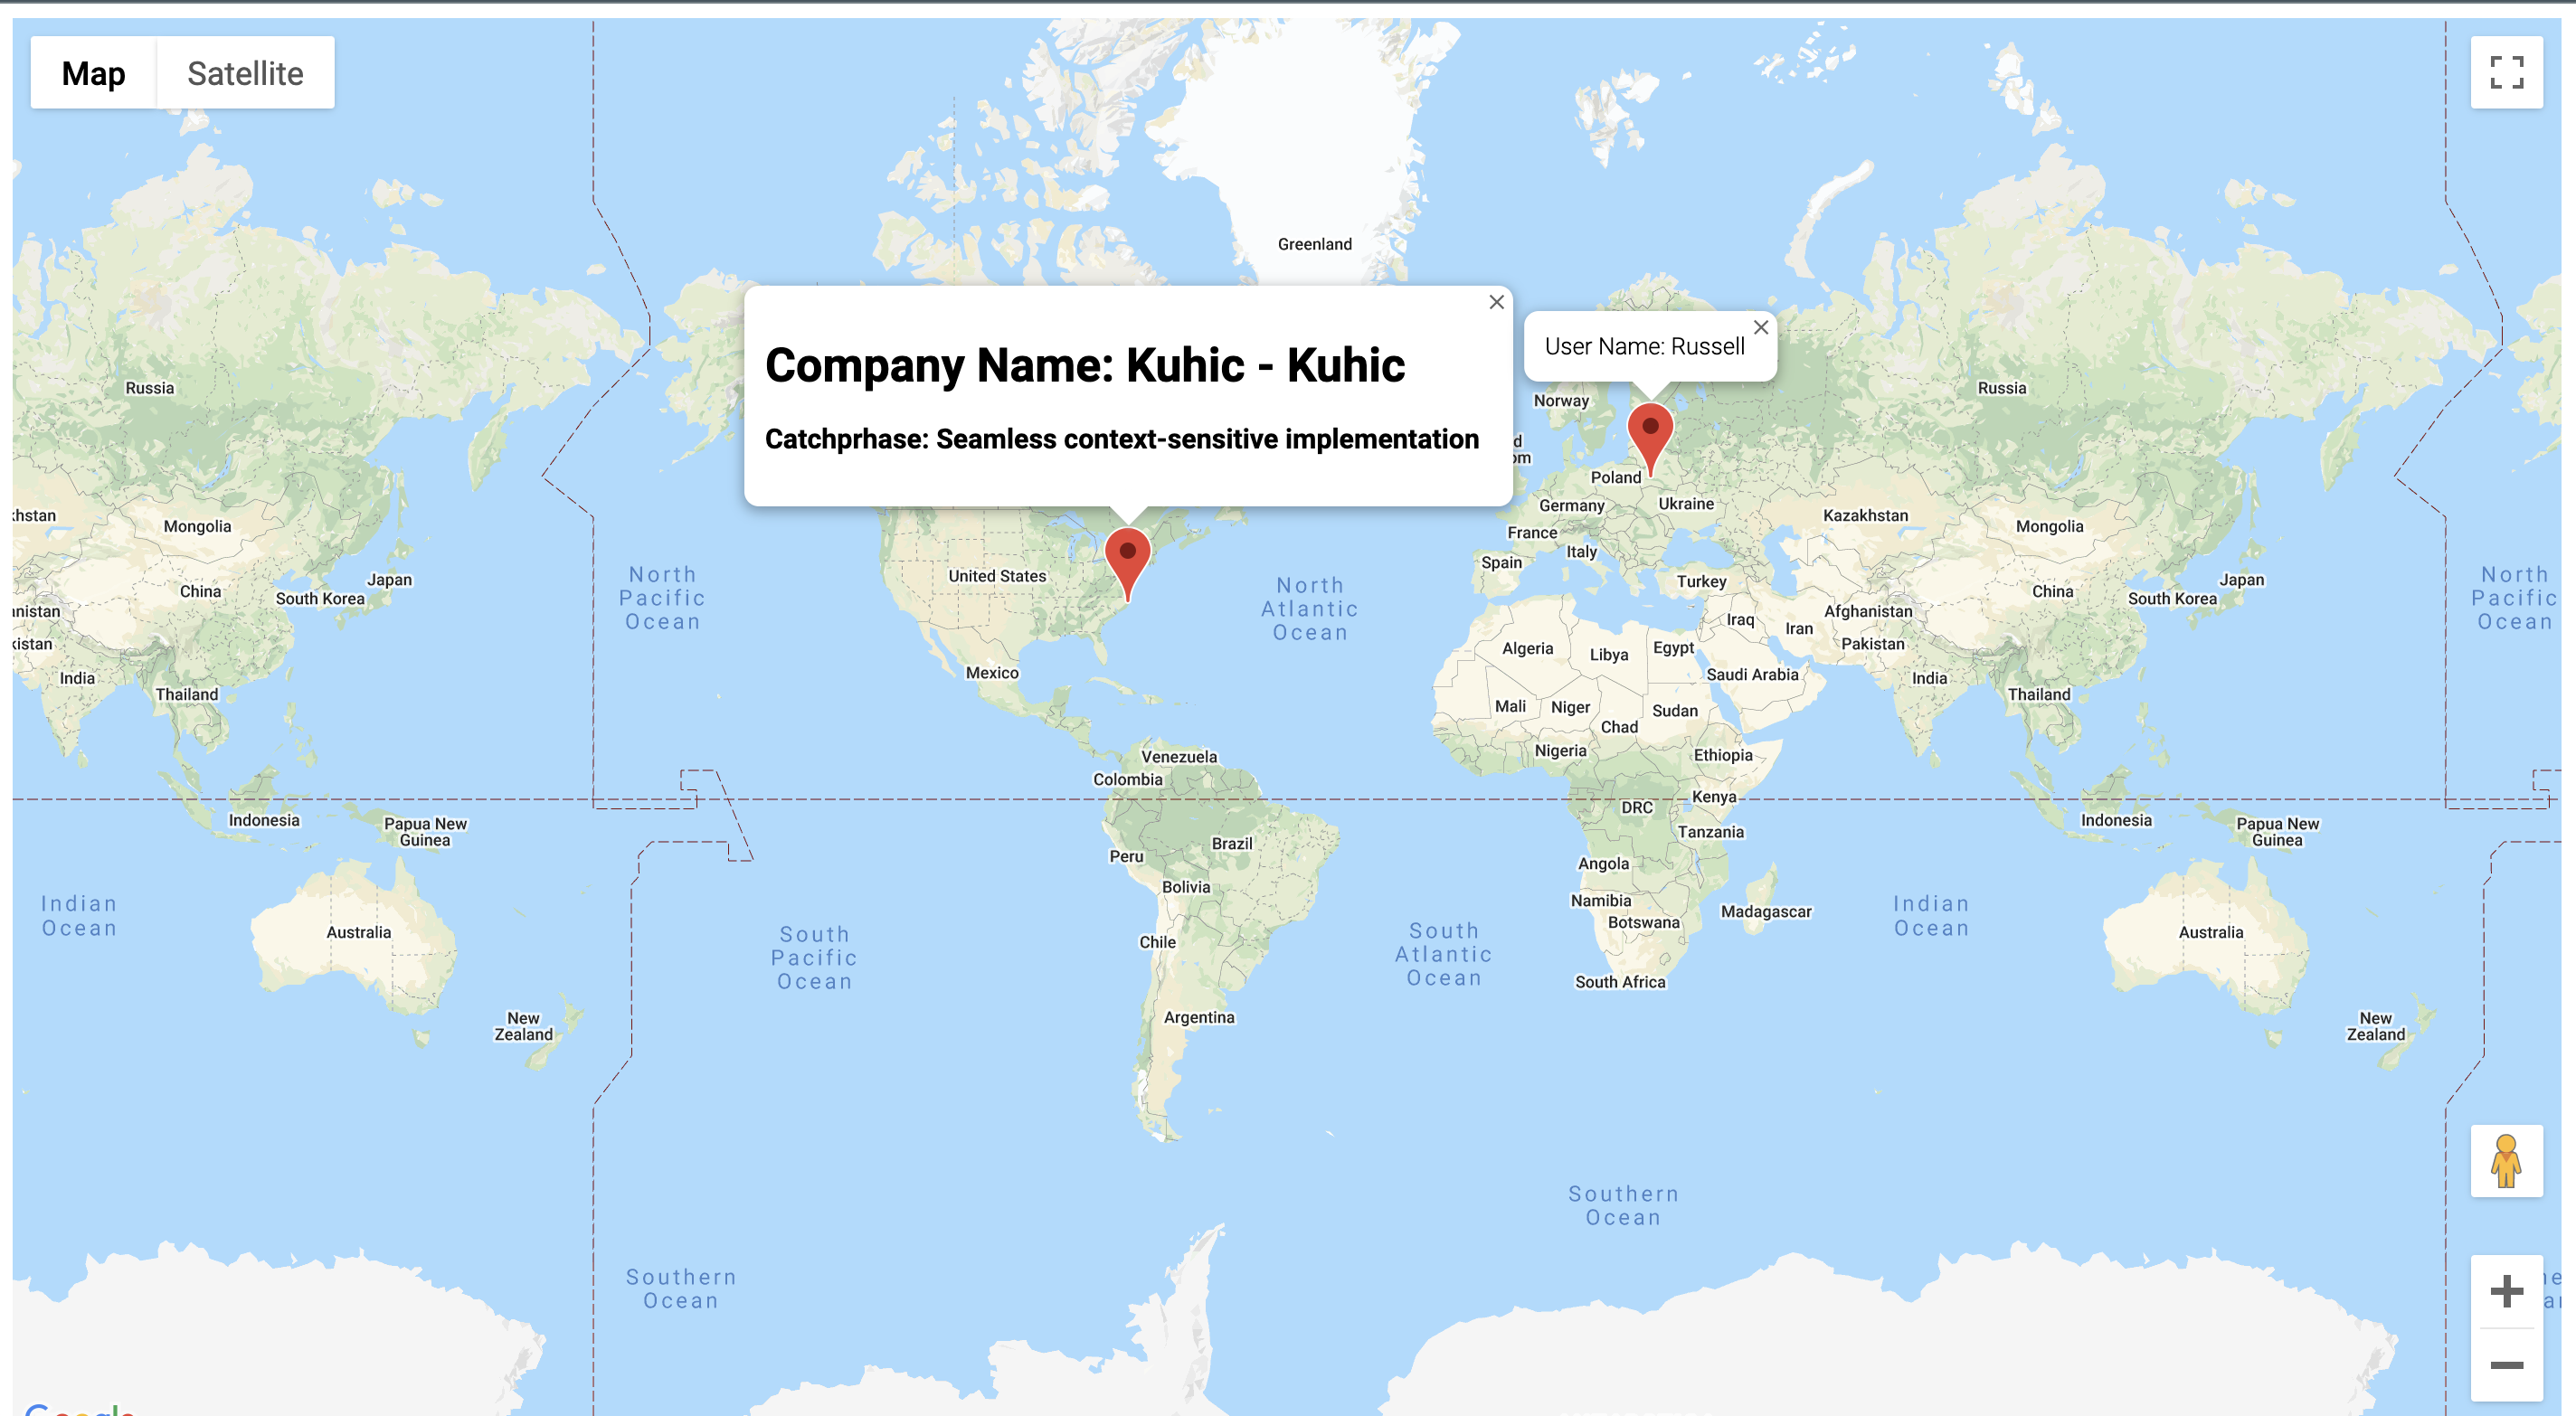 Map
Satellite
Greenland
Company Name: Kuhic - Kuhic
Catchprhase: Seamless context-sensitive implementation
User Name: Russell
Russia
Norway
Russia
Poland
Germany
Ukraine
France
Italy
Spain
Turkey
Kazakhstan
Mongolia
Mongolia
China
Japan
South Korea
United States
North
Pacific
Ocean
North
Atlantic
Ocean
China
Japan
South Korea
North
Pacific
Ocean
Iraq
Iran
Afghanistan
Pakistan
Algeria
Libya
Egypt
Saudi Arabia
India
Thailand
Mexico
India
Thailand
Mali
Niger
Chad
Sudan
Nigeria
Ethiopia
Venezuela
Colombia
DRC
Kenya
Tanzania
Indonesia
Papua New
Guinea
Indonesia
Papua New
Guinea
Peru
Brazil
Bolivia
Angola
Namibia
Botswana
Madagascar
Indian
Ocean
Australia
South
Pacific
Ocean
Chile
South
Atlantic
Ocean
Indian
Ocean
Australia
South Africa
New
Zealand
Argentina
New
Zealand
Southern
Ocean
Southern
Ocean
Google